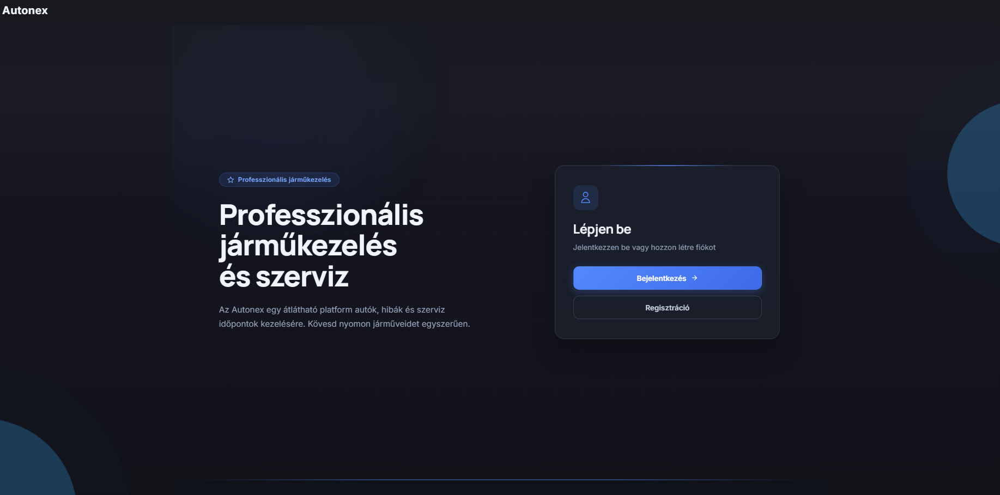 Autonex
Professzionális járműkezelés
Professzionális
járműkezelés
és szerviz
Az Autonex egy átlátható platform autók, hibák és szerviz
időpontok kezelésére. Kövesd nyomon járműveidet egyszerűen.
Lépjen be
Jelentkezzen be vagy hozzon létre fiókot
Bejelentkezés
Regisztráció